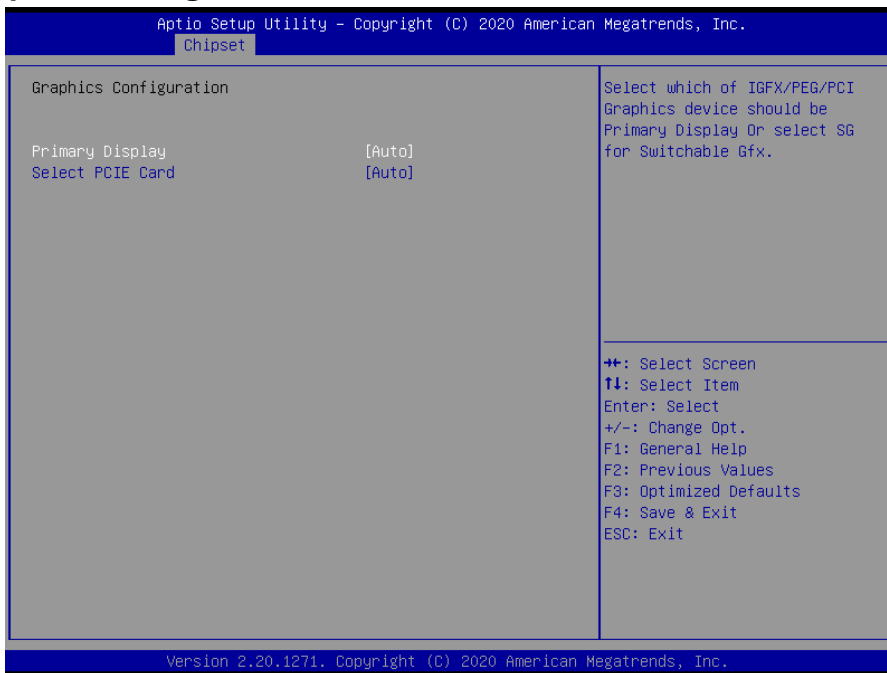 Aptio Setup Utility – Copyright (C) 2020 American Megatrends, Inc.
Chipset
Graphics Configuration
Primary Display [Auto]
Select PCIE Card [Auto]
Select which of IGFX/PEG/PCI
Graphics device should be
Primary Display Or select SG
for Switchable Gfx.
→←: Select Screen
↑↓: Select Item
Enter: Select
+/-: Change Opt.
F1: General Help
F2: Previous Values
F3: Optimized Defaults
F4: Save & Exit
ESC: Exit
Version 2.20.1271. Copyright (C) 2020 American Megatrends, Inc.